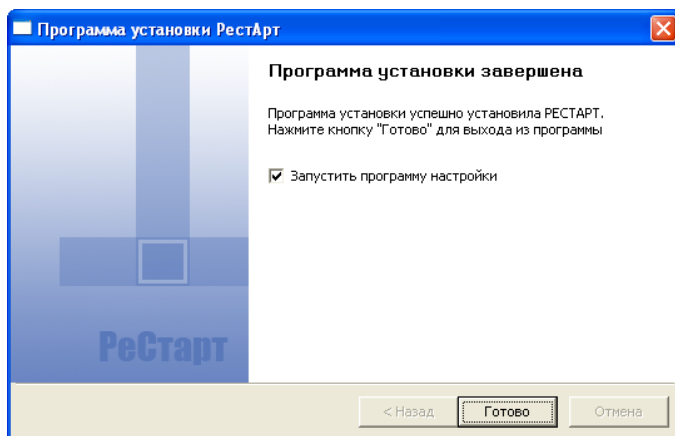 Программа установки РестАрт
Программа установки завершена
Программа установки успешно установила РЕСТАРТ.
Нажмите кнопку "Готово" для выхода из программы
Запустить программу настройки
РеСтарт
< Назад
Готово
Отмена